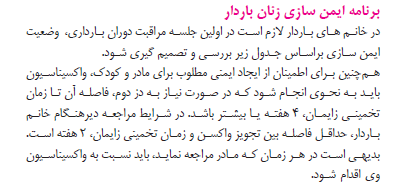 برنامه ایمن سازی زنان باردار
در خانم های باردار لازم است در اولین جلسه مراقبت دوران بارداری، وضعیت
ایمن سازی براساس جدول زیر بررسی و تصمیم گیری شود.
هم‌چنین برای اطمینان از ایجاد ایمنی مطلوب برای مادر و کودک، واکسیناسیون
باید به نحوی انجام شود که در صورت نیاز به دز دوم، فاصله آن تا زمان
تخمینی زایمان، ۴ هفته یا بیشتر باشد. در شرایط مراجعه دیرهنگام خانم
باردار، حداقل فاصله بین تجویز واکسن و زمان تخمینی زایمان، ۲ هفته است.
بدیهی است در هر زمان که مادر مراجعه نماید، باید نسبت به واکسیناسیون
وی اقدام شود.